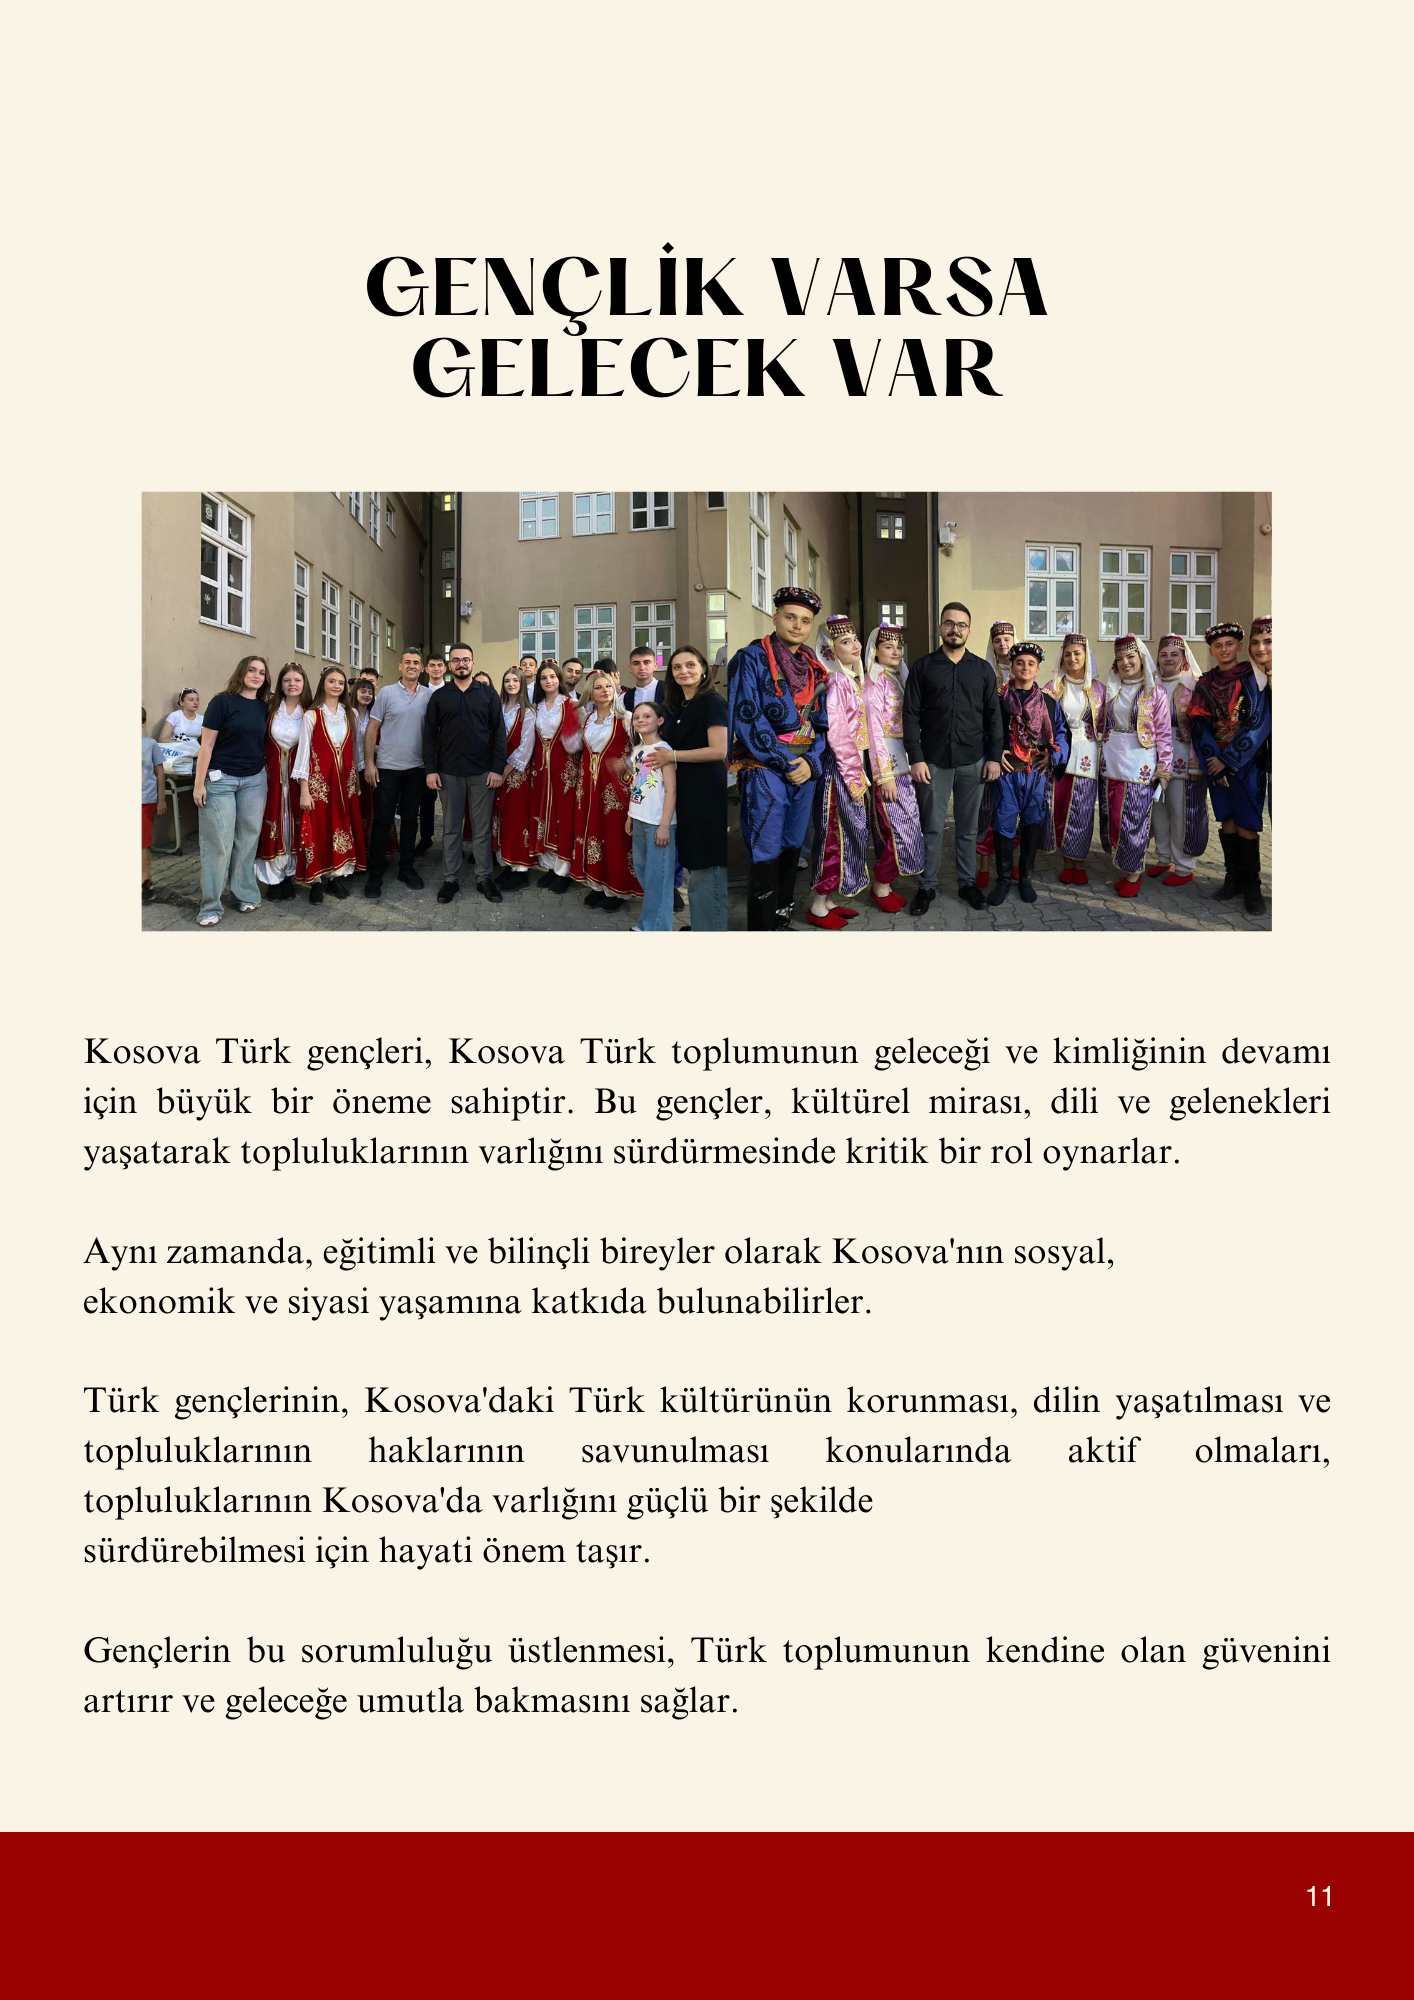 GENÇLİK VARSA
GELECEK VAR
Kosova Türk gençleri, Kosova Türk toplumunun geleceği ve kimliğinin devamı
için büyük bir öneme sahiptir. Bu gençler, kültürel mirası, dili ve gelenekleri
yaşatarak topluluklarının varlığını sürdürmesinde kritik bir rol oynarlar.
Aynı zamanda, eğitimli ve bilinçli bireyler olarak Kosova'nın sosyal,
ekonomik ve siyasi yaşamına katkıda bulunabilirler.
Türk gençlerinin, Kosova'daki Türk kültürünün korunması, dilin yaşatılması ve
topluluklarının haklarının savunulması konularında aktif olmaları,
topluluklarının Kosova'da varlığını güçlü bir şekilde
sürdürebilmesi için hayati önem taşır.
Gençlerin bu sorumluluğu üstlenmesi, Türk toplumunun kendine olan güvenini
artırır ve geleceğe umutla bakmasını sağlar.
11